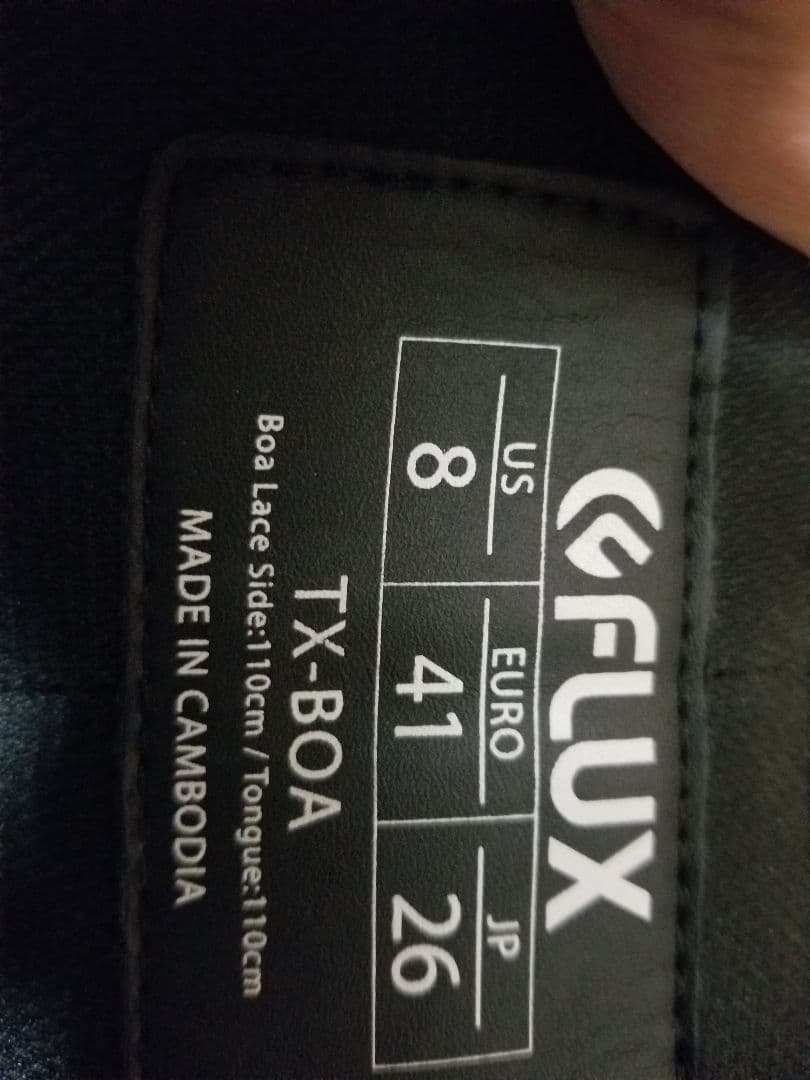 FLUX
US EURO JP
8 41 26
TX-BOA
Boa Lace Side:110cm / Tongue:110cm
MADE IN CAMBODIA